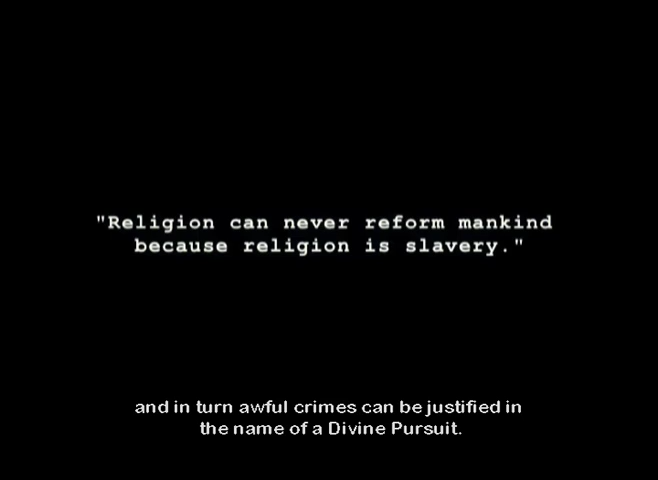 "Religion can never reform mankind
because religion is slavery."
and in turn awful crimes can be justified in
the name of a Divine Pursuit.